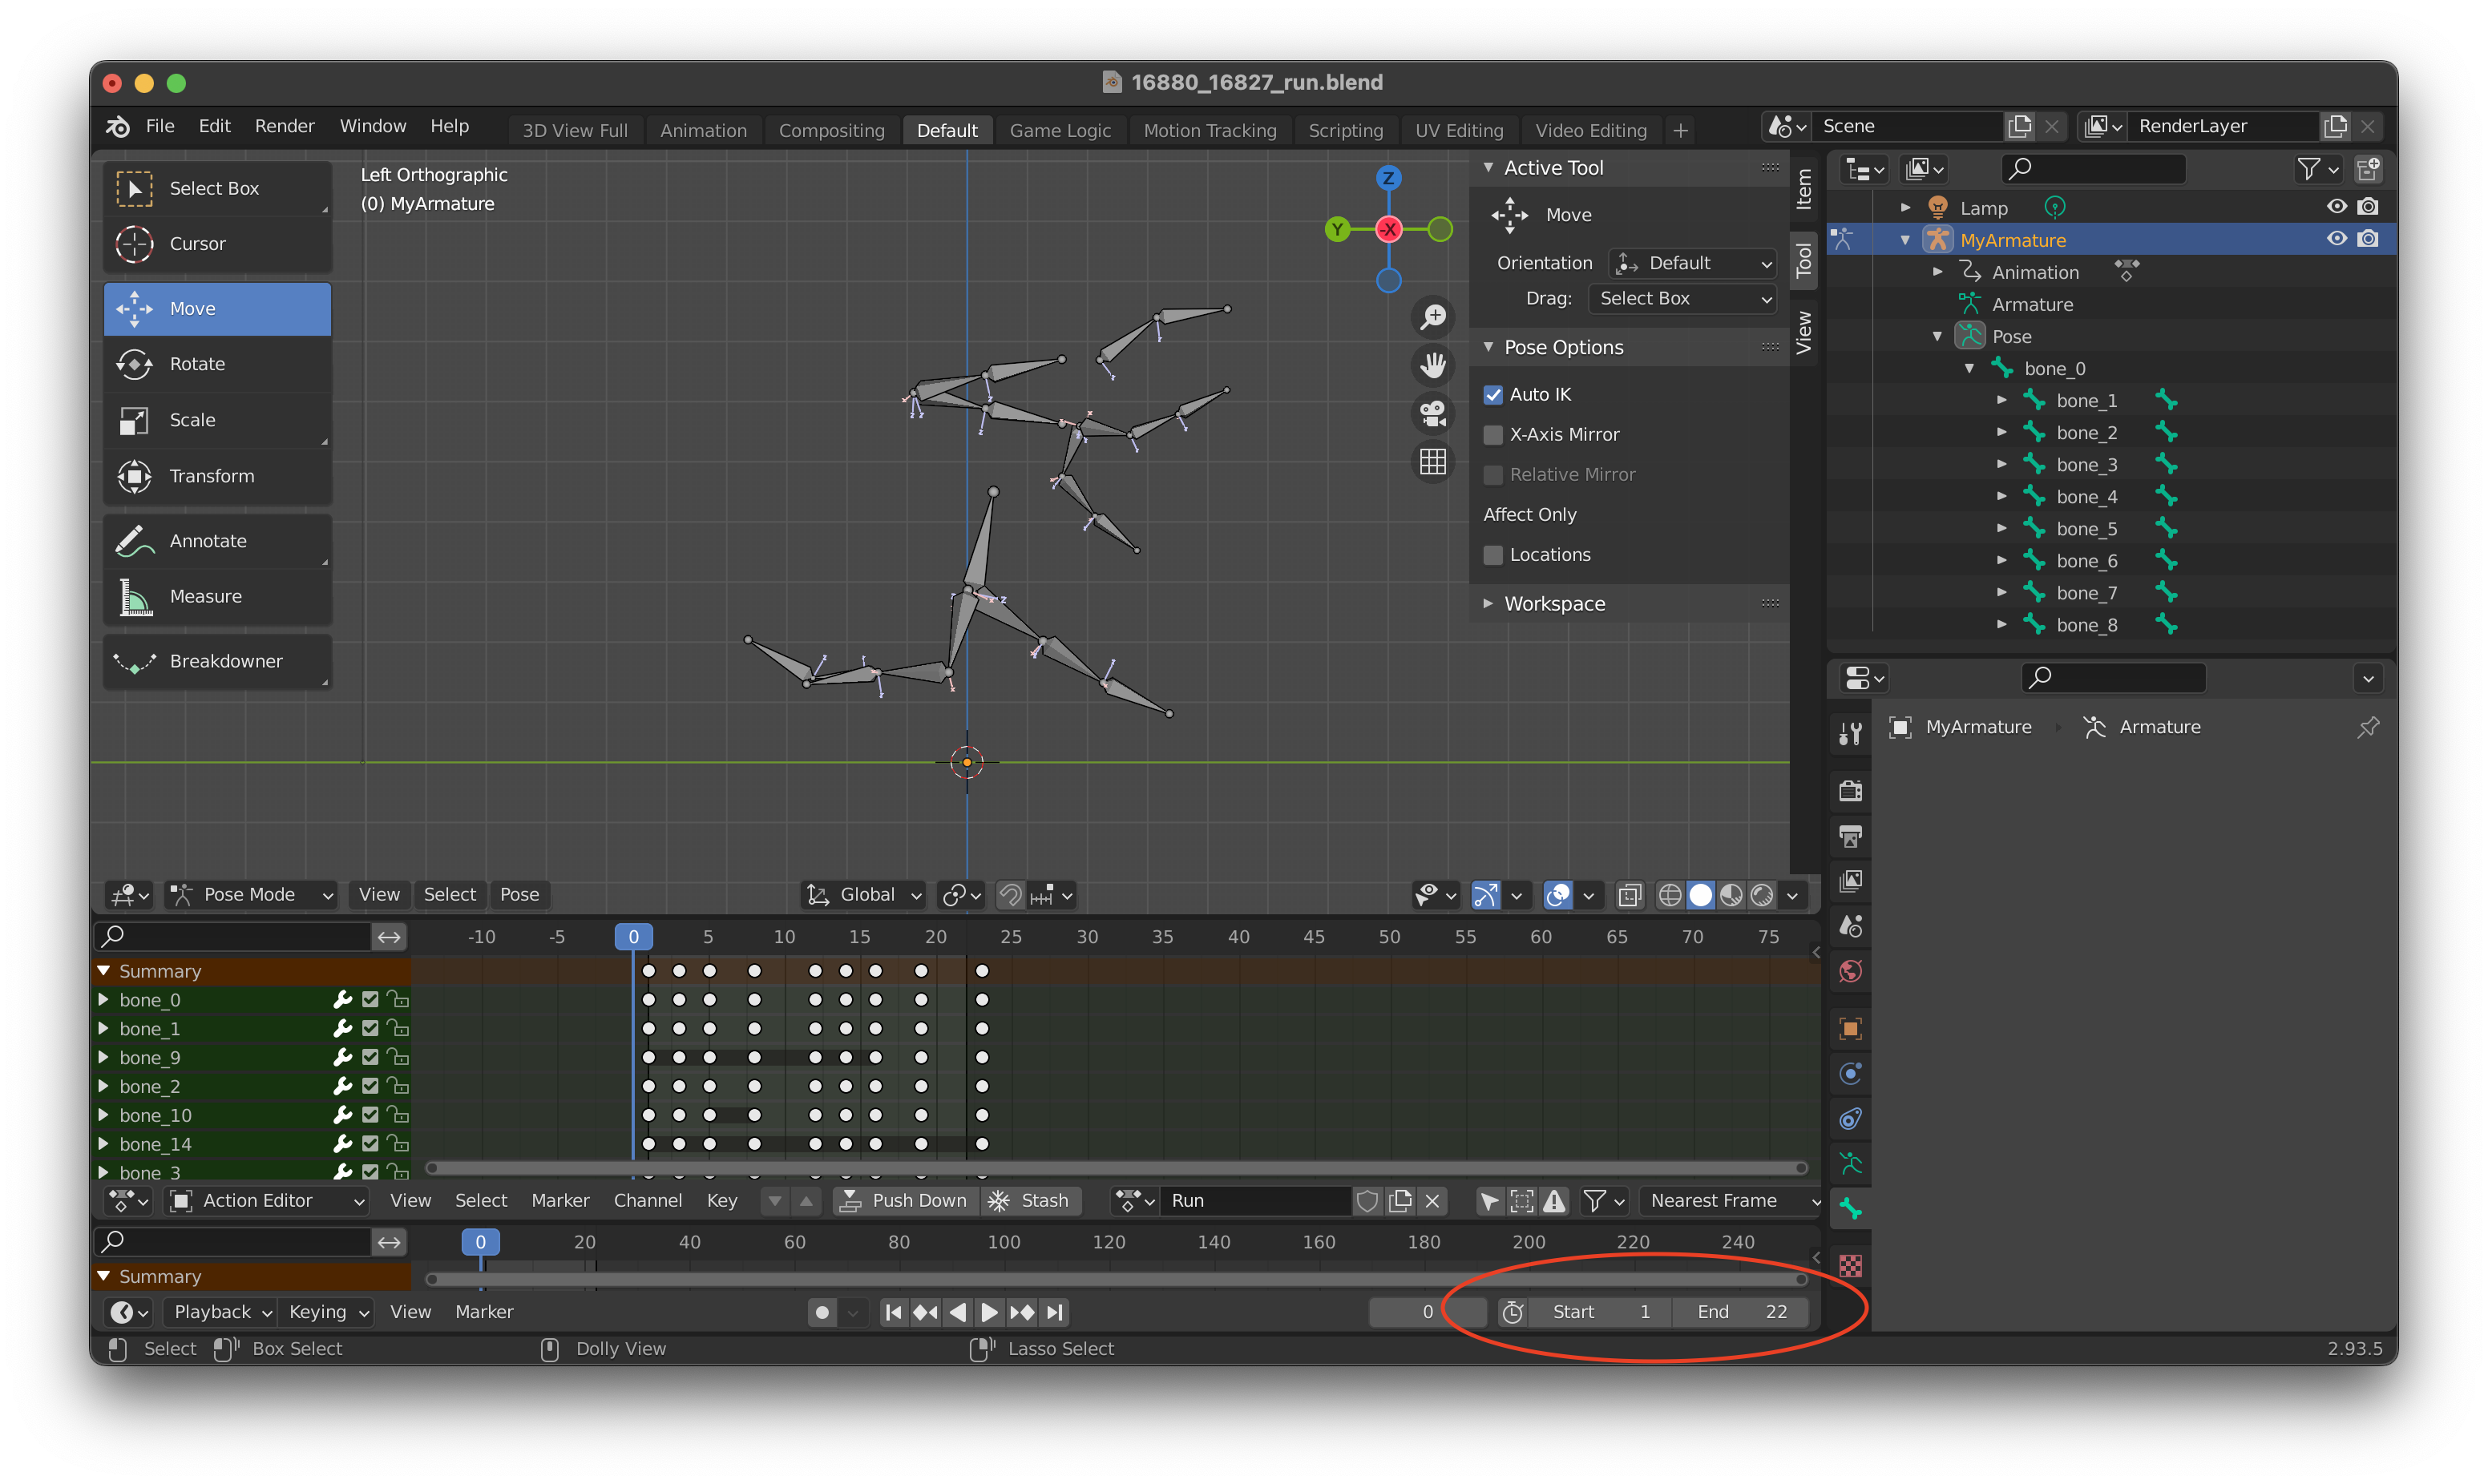 16880_16827_run.blend
File Edit Render Window Help 3D View Full Animation Compositing Default Game Logic Motion Tracking Scripting UV Editing Video Editing + Scene RenderLayer
Select Box
Cursor
Move
Rotate
Scale
Transform
Annotate
Measure
Breakdowner
Left Orthographic
(0) MyArmature
Z
Y -X
Active Tool
Move
Orientation Default
Drag: Select Box
Pose Options
Auto IK
X-Axis Mirror
Relative Mirror
Affect Only
Locations
Workspace
Item
Tool
View
Lamp
MyArmature
Animation
Armature
Pose
bone_0
bone_1
bone_2
bone_3
bone_4
bone_5
bone_6
bone_7
bone_8
MyArmature Armature
Pose Mode View Select Pose Global
-10 -5 0 5 10 15 20 25 30 35 40 45 50 55 60 65 70 75
Summary
bone_0
bone_1
bone_9
bone_2
bone_10
bone_14
bone_3
Action Editor View Select Marker Channel Key Push Down Stash Run Nearest Frame
0 20 40 60 80 100 120 140 160 180 200 220 240
Summary
Playback Keying View Marker 0 Start 1 End 22
Select Box Select Dolly View Lasso Select 2.93.5